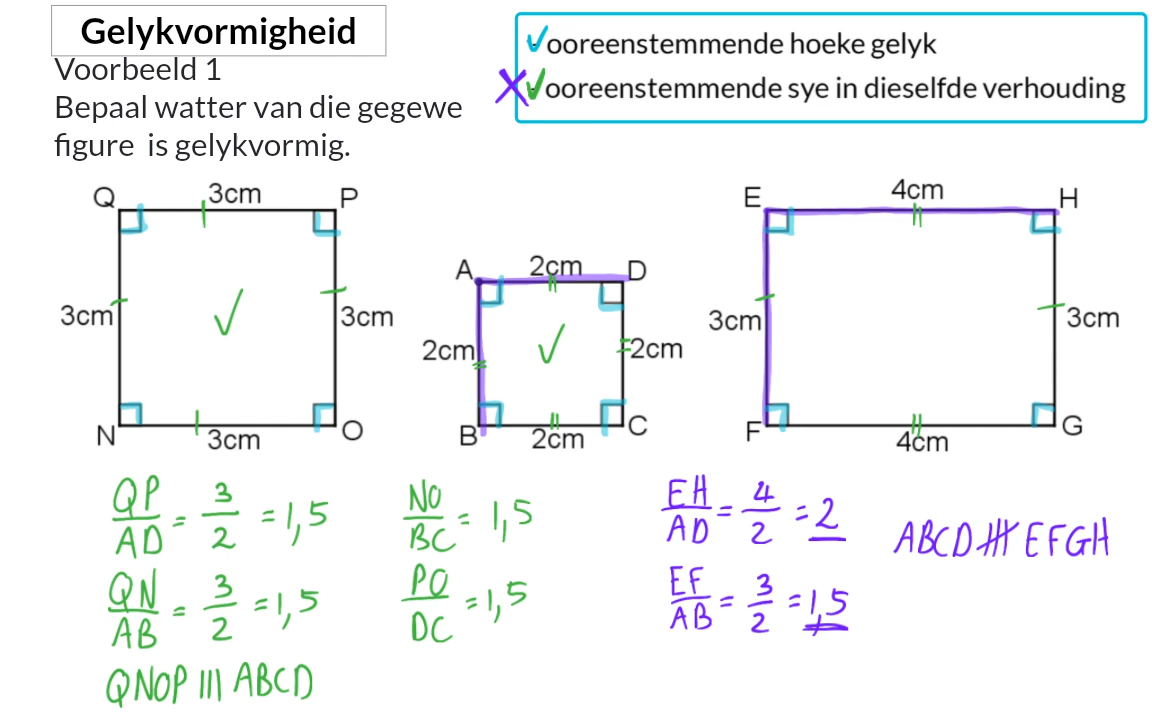 Gelykvormigheid
Voorbeeld 1
Bepaal watter van die gegewe
figure is gelykvormig.
✓ooreenstemmende hoeke gelyk
X✓ooreenstemmende sye in dieselfde verhouding
Q 3cm P
3cm 3cm
✓
N 3cm O
A 2cm D
2cm 2cm
✓
B 2cm C
E 4cm H
3cm 3cm
F 4cm G
QP/AD = 3/2 = 1,5
QN/AB = 3/2 = 1,5
QNOP ||| ABCD
NO/BC = 1,5
PO/DC = 1,5
EH/AD = 4/2 = 2
EF/AB = 3/2 = 1,5
ABCD ∦| EFGH